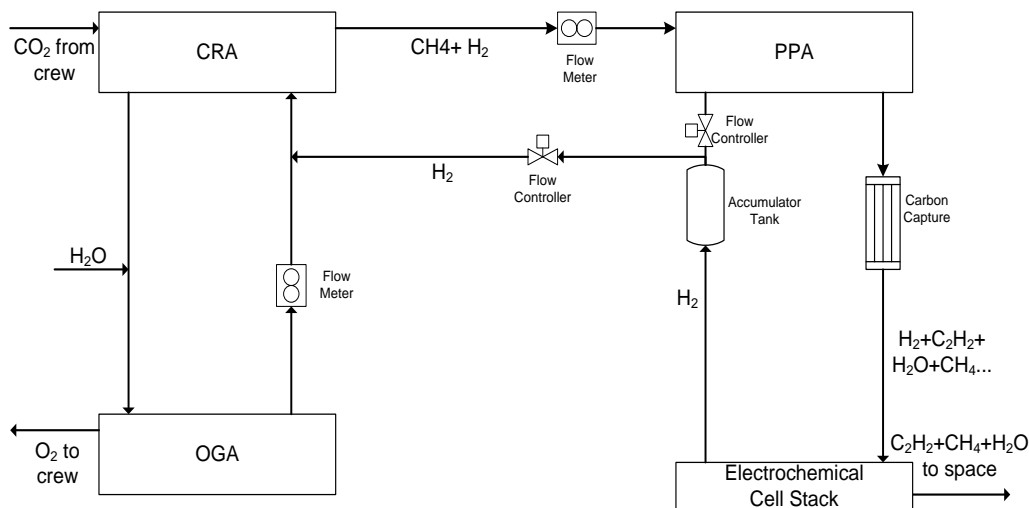 CO₂ from
crew
CRA
CH4+ H₂
Flow
Meter
PPA
Flow
Controller
H₂
Flow
Controller
Accumulator
Tank
Carbon
Capture
H₂O
Flow
Meter
H₂
H₂+C₂H₂+
H₂O+CH₄...
O₂ to
crew
OGA
Electrochemical
Cell Stack
C₂H₂+CH₄+H₂O
to space